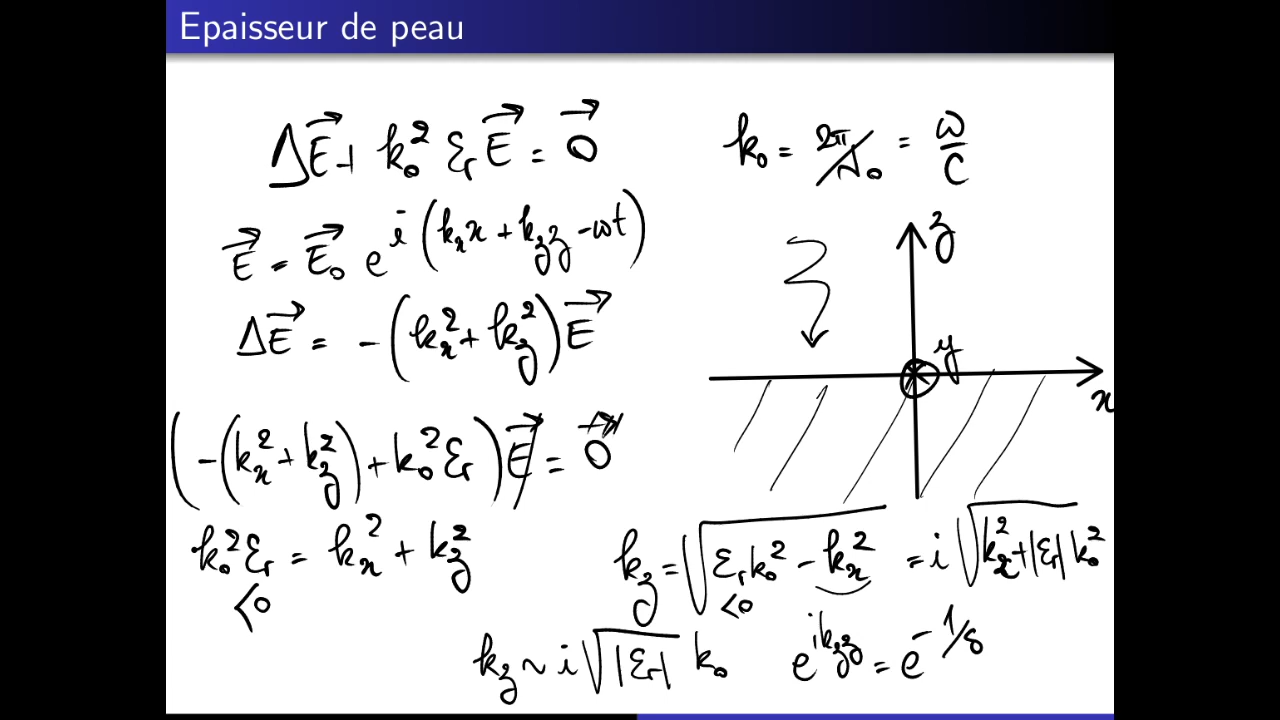 Epaisseur de peau
ΔE⃗ + k₀² εᵣ E⃗ = 0⃗
k₀ = 2π/λ₀ = ω/c
E⃗ = E⃗₀ e^{i(kₓx + k_z z - ωt)}
ΔE⃗ = -(kₓ² + k_z²)E⃗
z
y
x
(-(kₓ² + k_z²) + k₀² εᵣ)E⃗ = 0⃗
k₀² εᵣ = kₓ² + k_z²
<0
k_z = √(εᵣ k₀² - kₓ²) = i √(kₓ² + |εᵣ| k₀²)
<0
k_z ~ i √|εᵣ| k₀
e^{i k_z z} = e^{-1/δ}